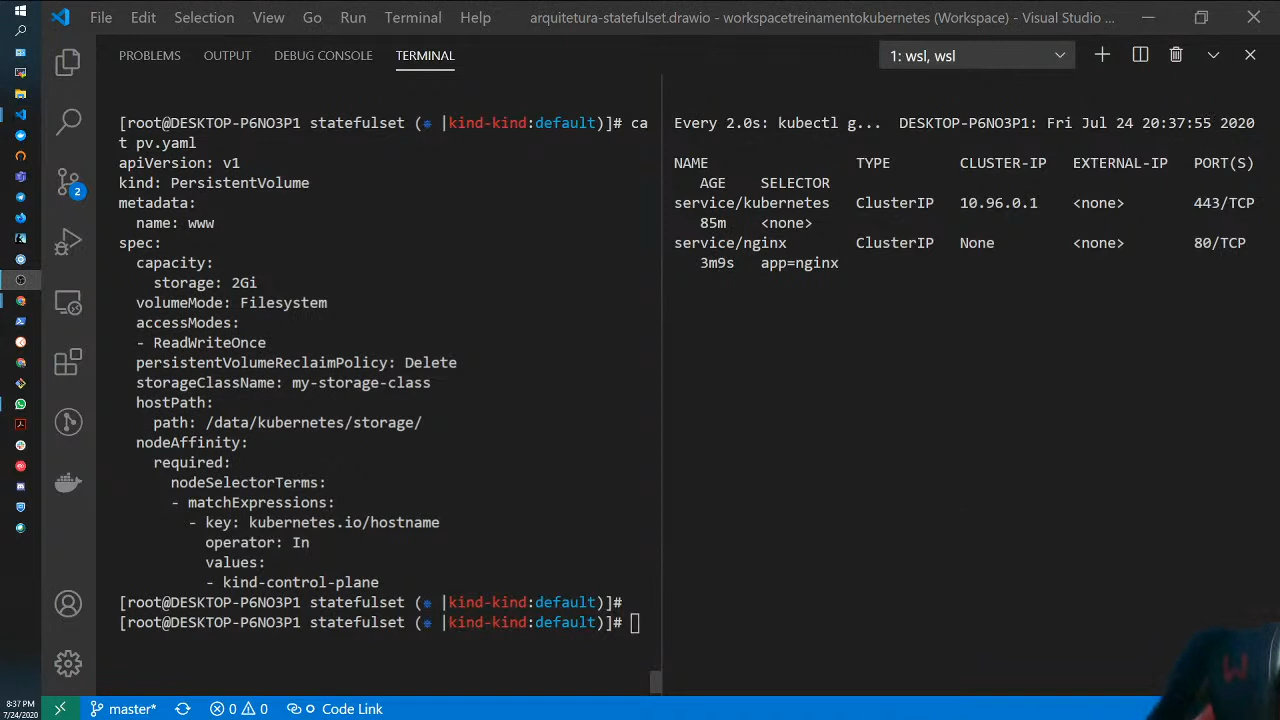 File Edit Selection View Go Run Terminal Help arquitetura-statefulset.drawio - workspacetreinamentokubernetes (Workspace) - Visual Studio ...
PROBLEMS OUTPUT DEBUG CONSOLE TERMINAL 1: wsl, wsl
[root@DESKTOP-P6NO3P1 statefulset (⎈ |kind-kind:default)]# ca
t pv.yaml
apiVersion: v1
kind: PersistentVolume
metadata:
  name: www
spec:
  capacity:
    storage: 2Gi
  volumeMode: Filesystem
  accessModes:
  - ReadWriteOnce
  persistentVolumeReclaimPolicy: Delete
  storageClassName: my-storage-class
  hostPath:
    path: /data/kubernetes/storage/
  nodeAffinity:
    required:
      nodeSelectorTerms:
      - matchExpressions:
        - key: kubernetes.io/hostname
          operator: In
          values:
          - kind-control-plane
[root@DESKTOP-P6NO3P1 statefulset (⎈ |kind-kind:default)]#
[root@DESKTOP-P6NO3P1 statefulset (⎈ |kind-kind:default)]#
Every 2.0s: kubectl g... DESKTOP-P6NO3P1: Fri Jul 24 20:37:55 2020
NAME TYPE CLUSTER-IP EXTERNAL-IP PORT(S)
AGE SELECTOR
service/kubernetes ClusterIP 10.96.0.1 <none> 443/TCP
85m <none>
service/nginx ClusterIP None <none> 80/TCP
3m9s app=nginx
2
W
8:37 PM
7/24/2020
master* 0 0 Code Link